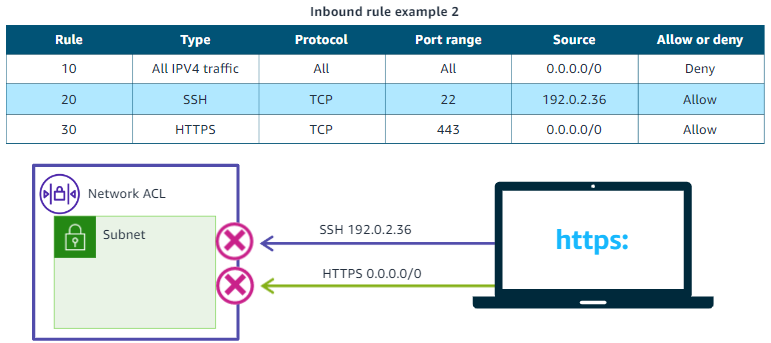 Inbound rule example 2
Rule Type Protocol Port range Source Allow or deny
10 All IPV4 traffic All All 0.0.0.0/0 Deny
20 SSH TCP 22 192.0.2.36 Allow
30 HTTPS TCP 443 0.0.0.0/0 Allow
Network ACL
Subnet
SSH 192.0.2.36
HTTPS 0.0.0.0/0
https: